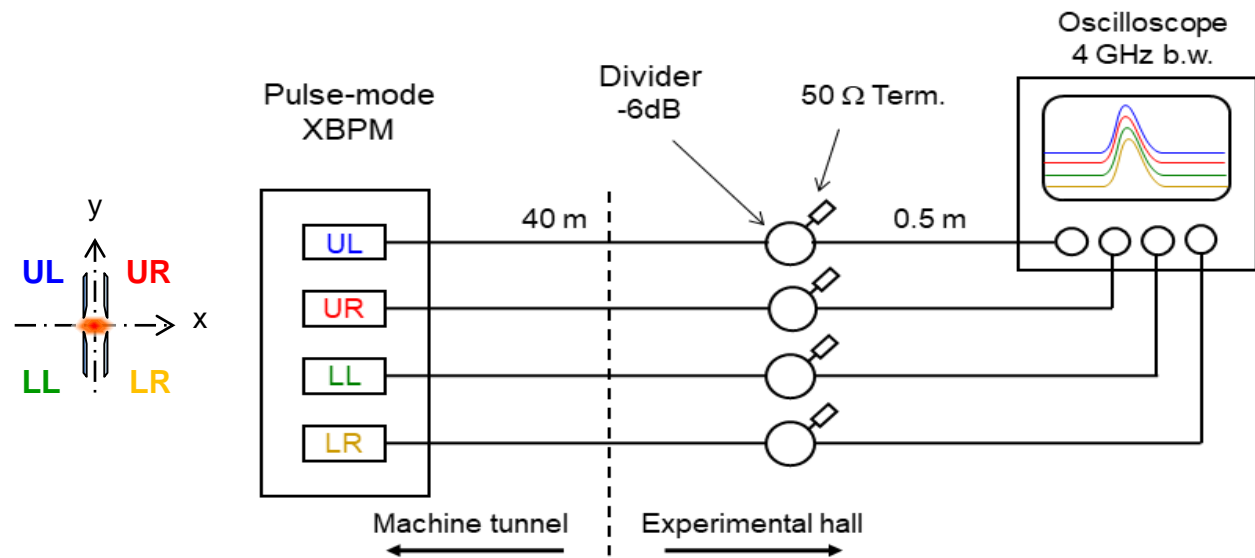 Oscilloscope
4 GHz b.w.
Divider
-6dB
50 Ω Term.
Pulse-mode
XBPM
y
UL
UR
x
LL
LR
UL
40 m
0.5 m
UR
LL
LR
Machine tunnel
Experimental hall